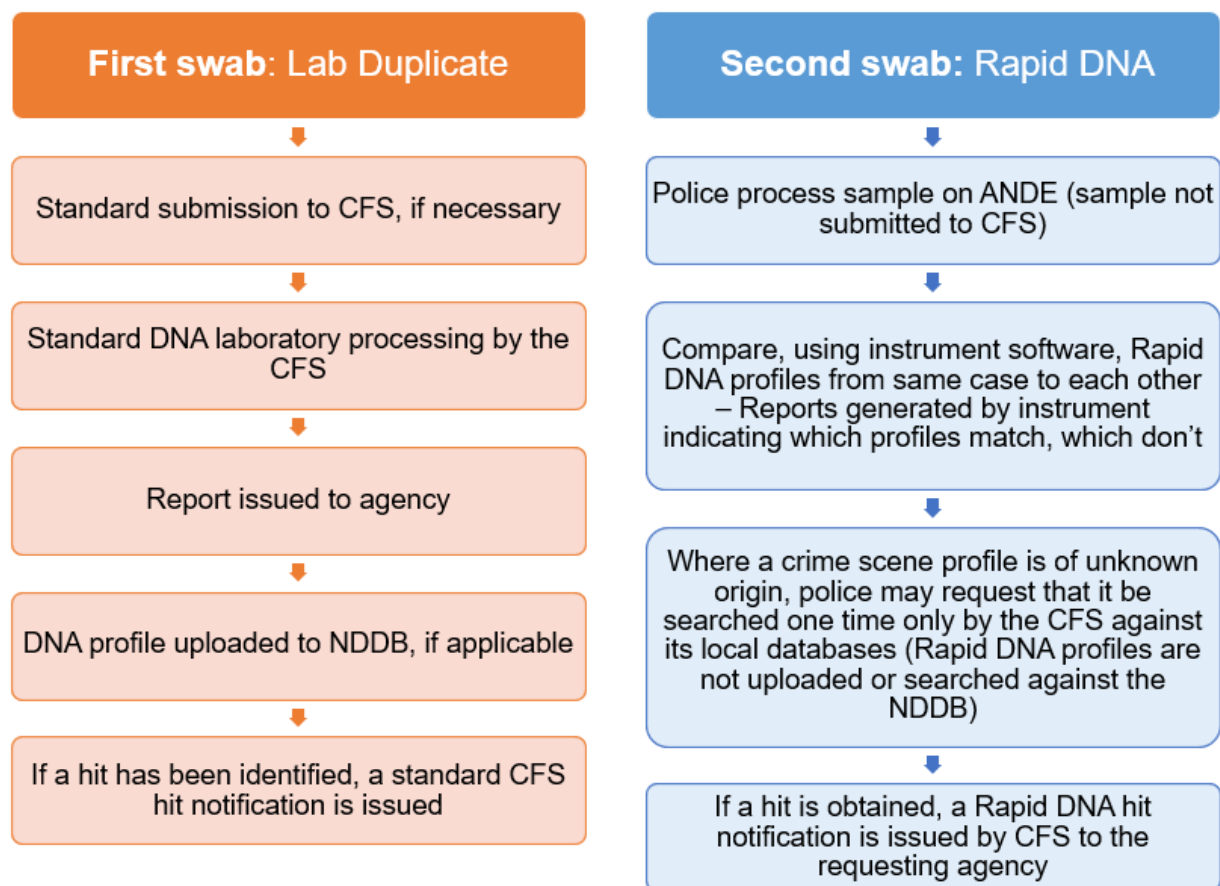 First swab: Lab Duplicate
Standard submission to CFS, if necessary
Standard DNA laboratory processing by the
CFS
Report issued to agency
DNA profile uploaded to NDDB, if applicable
If a hit has been identified, a standard CFS
hit notification is issued
Second swab: Rapid DNA
Police process sample on ANDE (sample not
submitted to CFS)
Compare, using instrument software, Rapid
DNA profiles from same case to each other
– Reports generated by instrument
indicating which profiles match, which don’t
Where a crime scene profile is of unknown
origin, police may request that it be
searched one time only by the CFS against
its local databases (Rapid DNA profiles are
not uploaded or searched against the
NDDB)
If a hit is obtained, a Rapid DNA hit
notification is issued by CFS to the
requesting agency